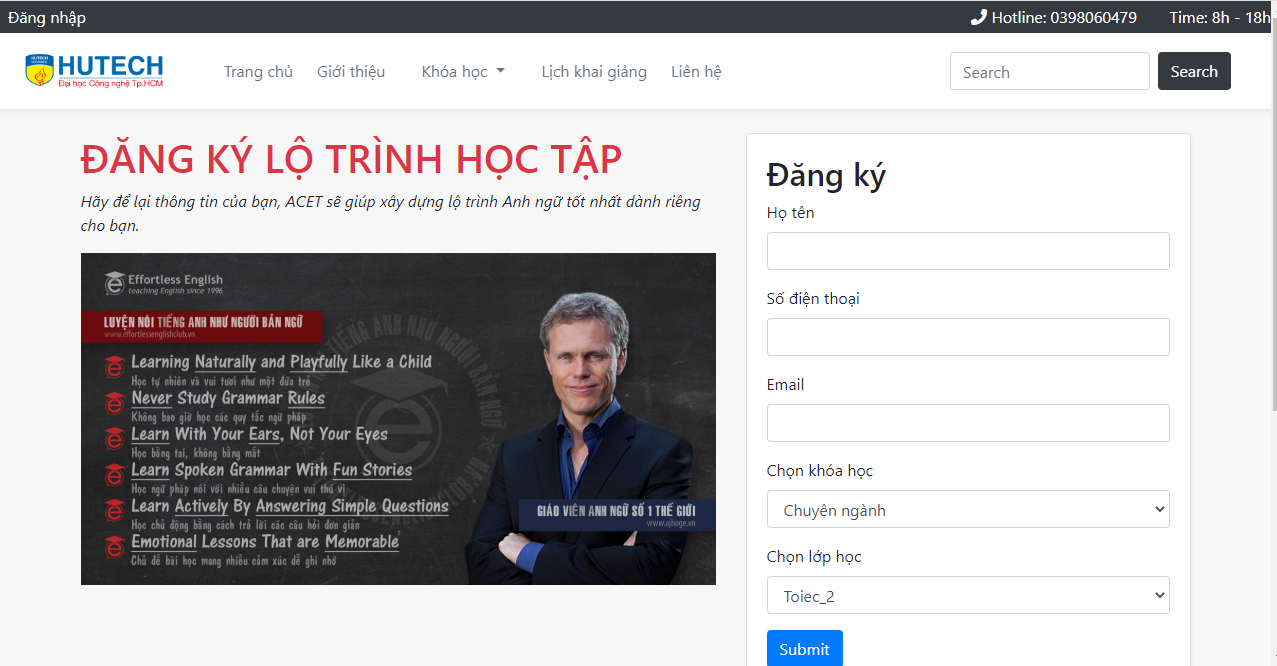 Đăng nhập
Hotline: 0398060479
Time: 8h - 18h
HUTECH
Đại học Công nghệ Tp.HCM
Trang chủ
Giới thiệu
Khóa học
Lịch khai giảng
Liên hệ
Search
Search
ĐĂNG KÝ LỘ TRÌNH HỌC TẬP
Hãy để lại thông tin của bạn, ACET sẽ giúp xây dựng lộ trình Anh ngữ tốt nhất dành riêng
cho bạn.
Effortless English
teaching English since 1996
LUYỆN NÓI TIẾNG ANH NHƯ NGƯỜI BẢN NGỮ
www.effortlessenglishclub.vn
Learning Naturally and Playfully Like a Child
Học tự nhiên và vui tươi như một đứa trẻ
Never Study Grammar Rules
Không bao giờ học các quy tắc ngữ pháp
Learn With Your Ears, Not Your Eyes
Học bằng tai, không bằng mắt
Learn Spoken Grammar With Fun Stories
Học ngữ pháp nói với nhiều câu chuyện vui thú vị
Learn Actively By Answering Simple Questions
Học chủ động bằng cách trả lời các câu hỏi đơn giản
Emotional Lessons That are Memorable
Chủ đề bài học mang nhiều cảm xúc dễ ghi nhớ
GIÁO VIÊN ANH NGỮ SỐ 1 THẾ GIỚI
www.ajhoge.vn
Đăng ký
Họ tên
Số điện thoại
Email
Chọn khóa học
Chuyên ngành
Chọn lớp học
Toiec_2
Submit